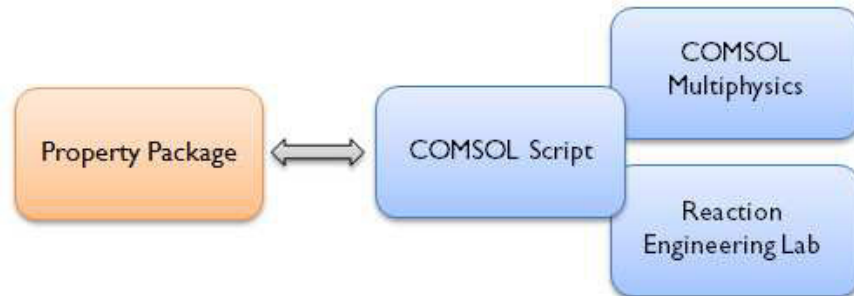 Property Package
COMSOL Script
COMSOL
Multiphysics
Reaction
Engineering Lab